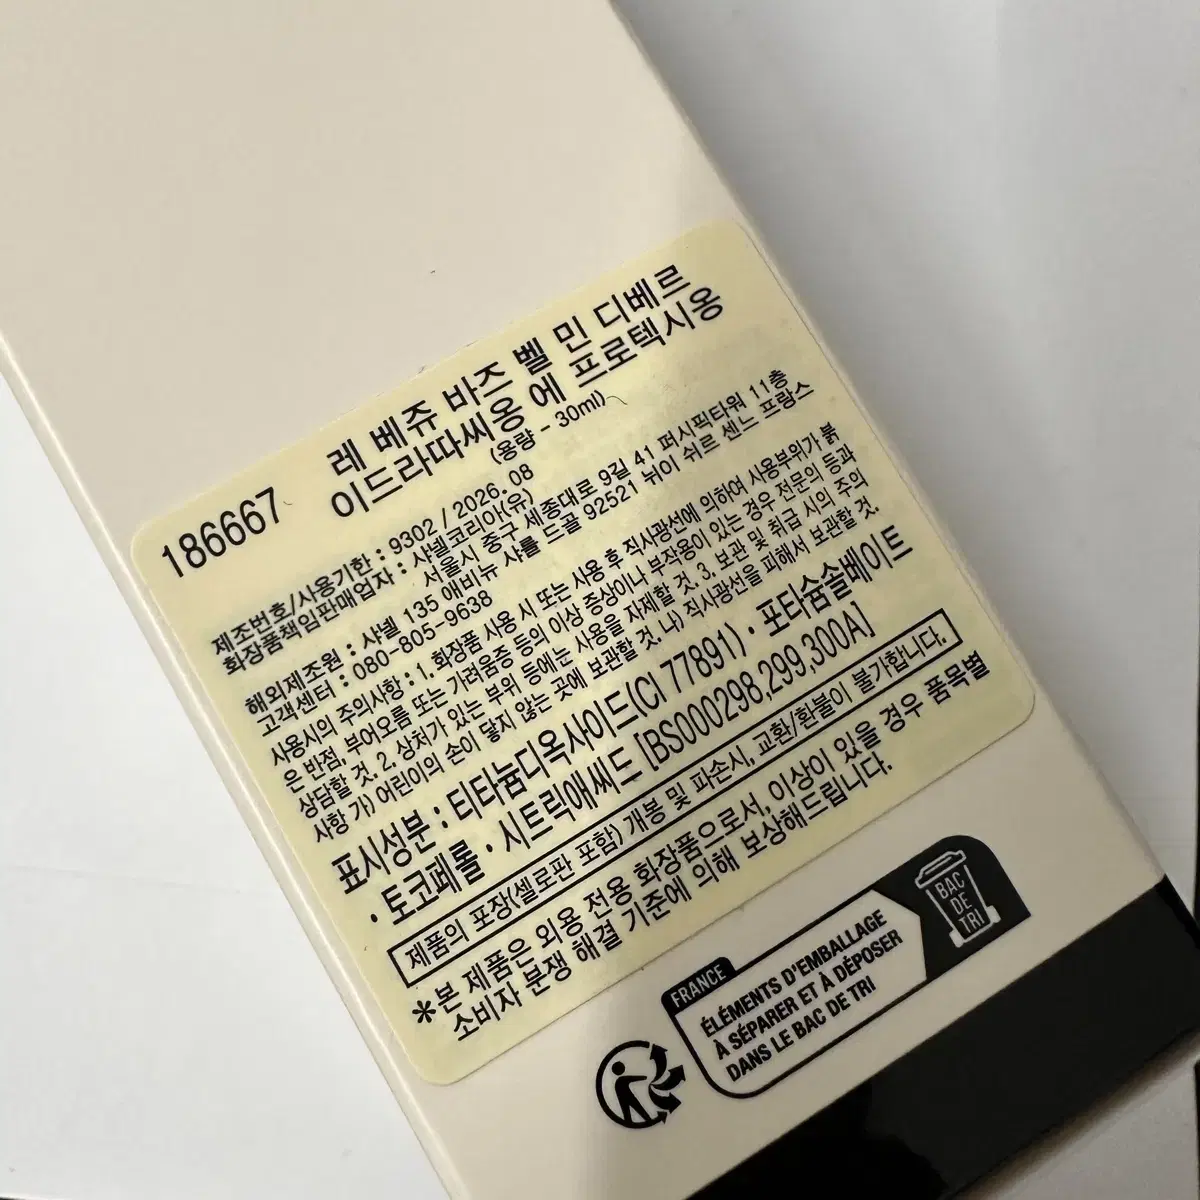 186667
레 베쥬 바즈 벨 민 디베르
이드라따씨옹 에 프로텍시옹
(용량 - 30ml)
제조번호/사용기한 : 9302 / 2026. 08
화장품책임판매업자 : 샤넬코리아(유)
서울시 중구 세종대로 9길 41 퍼시픽타워 11층
해외제조원 : 샤넬 135 애비뉴 샤를 드골 92521 뉘이 쉬르 센느 프랑스
고객센터 : 080-805-9638
사용시의 주의사항 : 1. 화장품 사용 시 또는 사용 후 직사광선에 의하여 사용부위가 붉
은 반점, 부어오름 또는 가려움증 등의 이상 증상이나 부작용이 있는 경우 전문의 등과
상담할 것. 2. 상처가 있는 부위 등에는 사용을 자제할 것. 3. 보관 및 취급 시의 주의
사항 가) 어린이의 손이 닿지 않는 곳에 보관할 것. 나) 직사광선을 피해서 보관할 것.
표시성분 : 티타늄디옥사이드(CI 77891) · 포타슘솔베이트
· 토코페롤 · 시트릭애씨드 [BS000298,299,300A]
제품의 포장(셀로판 포함) 개봉 및 파손시, 교환/환불이 불가합니다.
*본 제품은 외용 전용 화장품으로서, 이상이 있을 경우 품목별
소비자 분쟁 해결 기준에 의해 보상해드립니다.
FRANCE
ÉLÉMENTS D'EMBALLAGE
À SÉPARER ET À DÉPOSER
DANS LE BAC DE TRI
BAC
DE
TRI